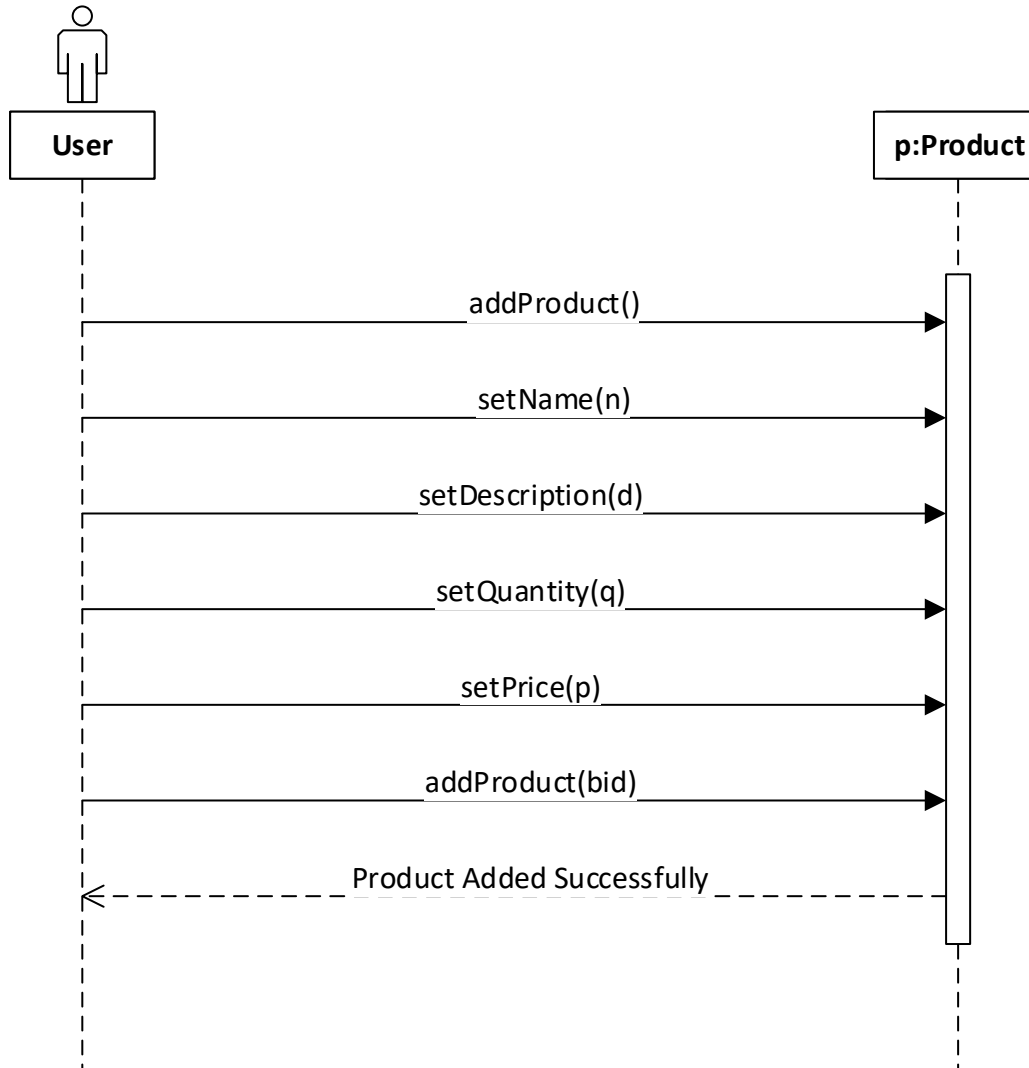 User
p:Product
addProduct()
setName(n)
setDescription(d)
setQuantity(q)
setPrice(p)
addProduct(bid)
Product Added Successfully